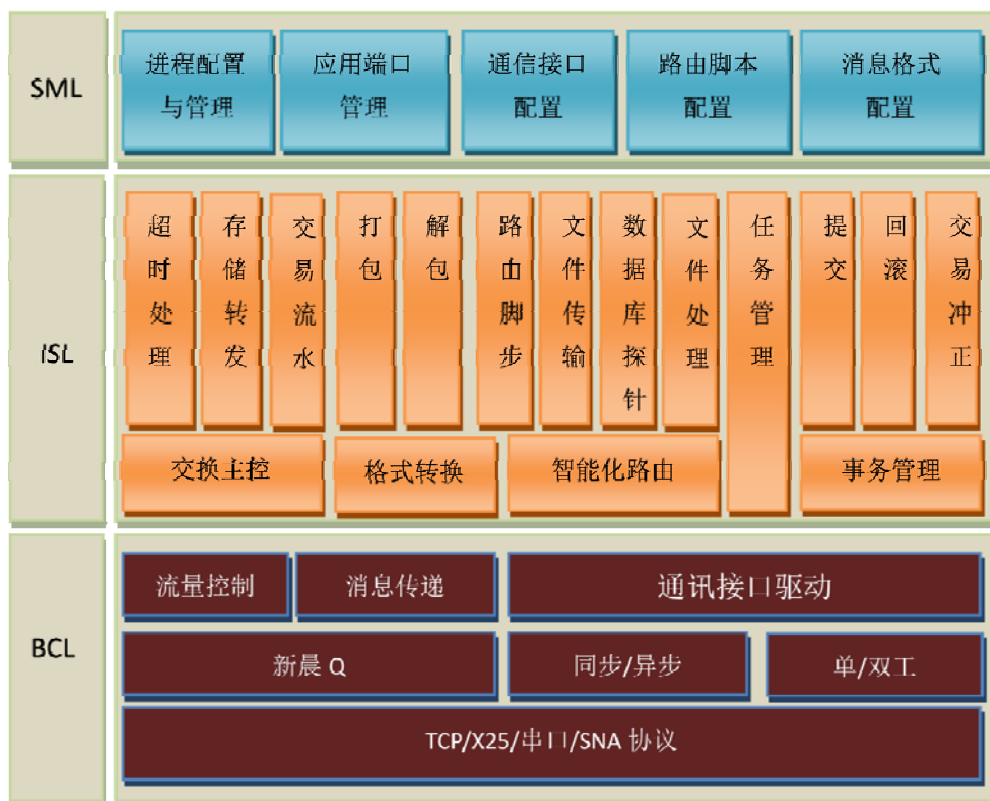 SML
进程配置
与管理
应用端口
管理
通信接口
配置
路由脚本
配置
消息格式
配置
ISL
超时处理
存储转发
交易流水
打包
解包
路由脚步
文件传输
数据库探针
文件处理
任务管理
提交
回滚
交易冲正
交换主控
格式转换
智能化路由
事务管理
BCL
流量控制
消息传递
通讯接口驱动
新晨 Q
同步/异步
单/双工
TCP/X25/串口/SNA 协议